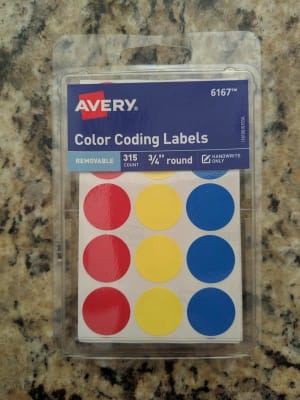 6167™
AVERY®
Color Coding Labels
REMOVABLE 315 COUNT 3/4" round HANDWRITE ONLY